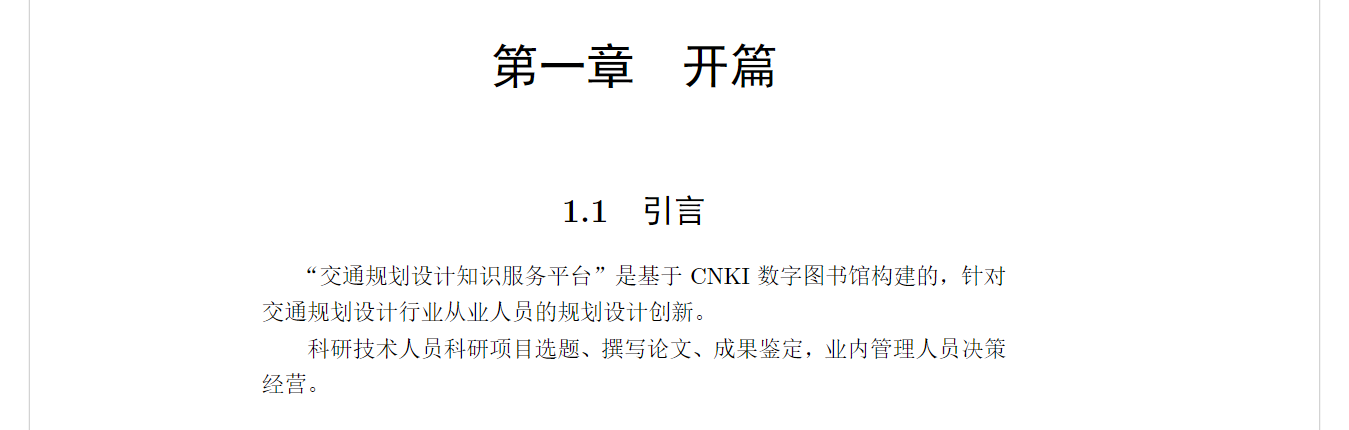 第一章　开篇
1.1　引言
“交通规划设计知识服务平台”是基于 CNKI 数字图书馆构建的，针对
交通规划设计行业从业人员的规划设计创新。
科研技术人员科研项目选题、撰写论文、成果鉴定，业内管理人员决策
经营。